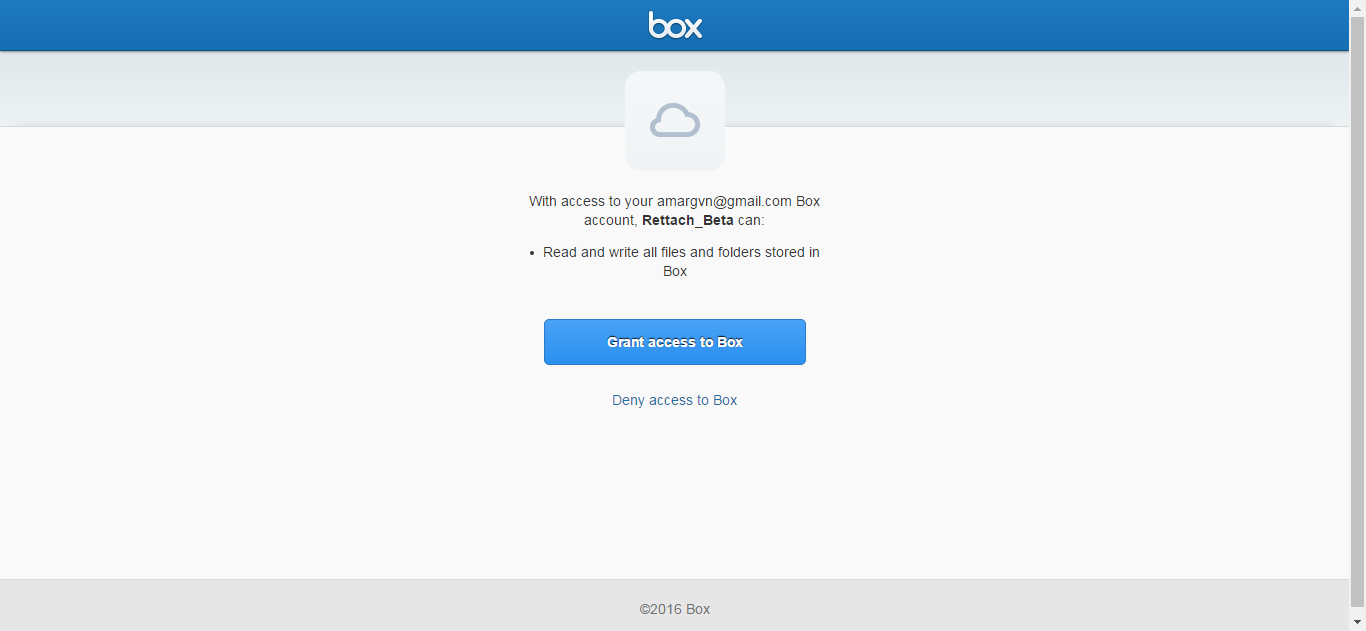 box
With access to your amargvn@gmail.com Box
account, Rettach_Beta can:
• Read and write all files and folders stored in
Box
Grant access to Box
Deny access to Box
©2016 Box